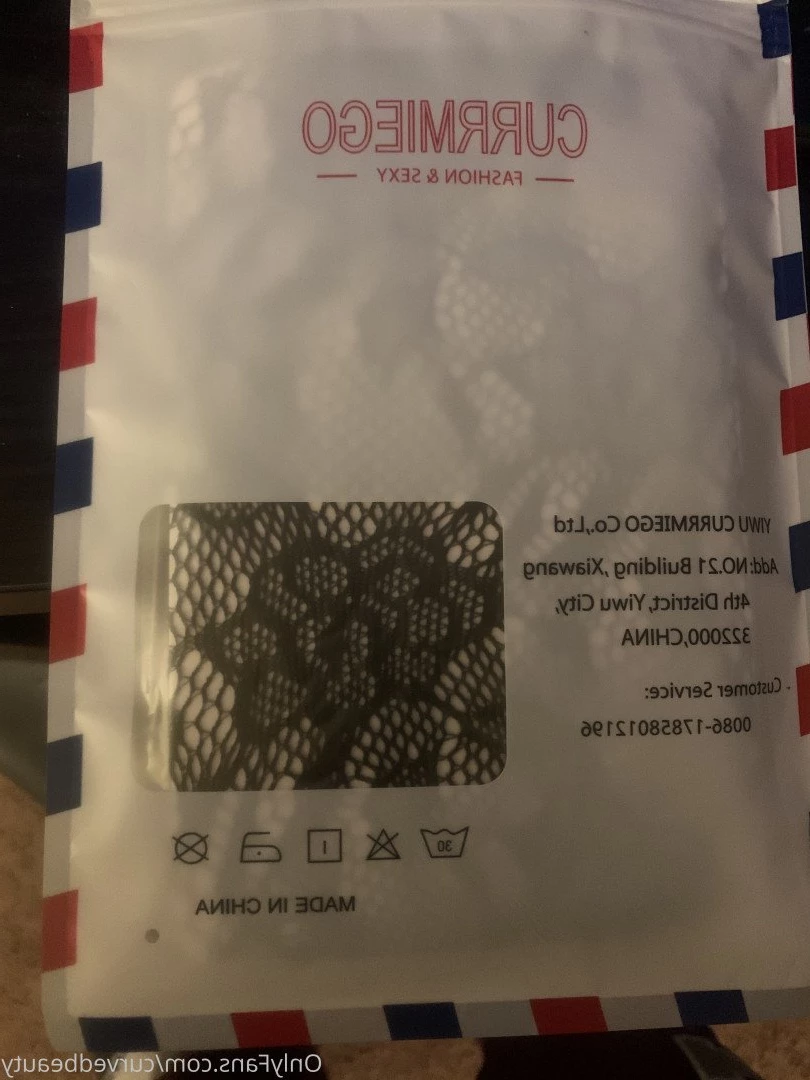 CURRMIEGO
FASHION & SEXY
YIWU CURRMIEGO Co.,Ltd
Add:NO.21 Building ,Xiawang
4th District,Yiwu City,
322000,CHINA
- Customer Service:
0086-17858012196
30
MADE IN CHINA
OnlyFans.com/curvedbeauty